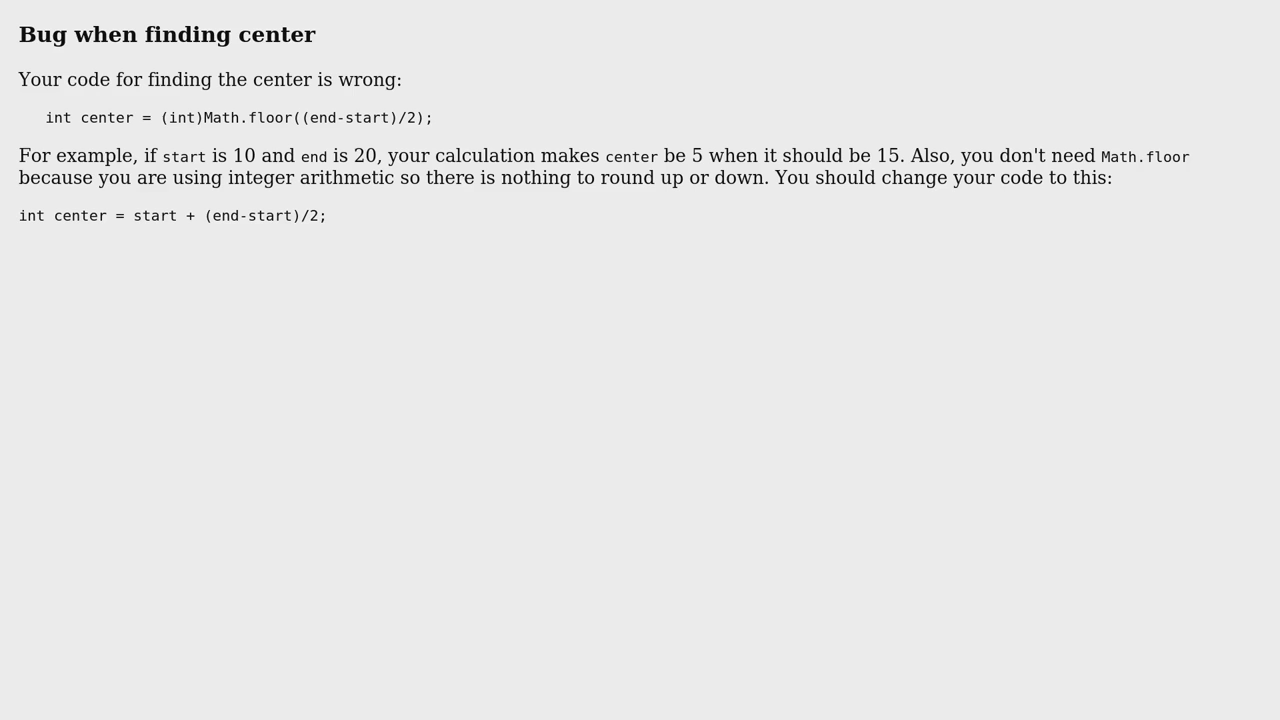 Bug when finding center
Your code for finding the center is wrong:
int center = (int)Math.floor((end-start)/2);
For example, if start is 10 and end is 20, your calculation makes center be 5 when it should be 15. Also, you don't need Math.floor
because you are using integer arithmetic so there is nothing to round up or down. You should change your code to this:
int center = start + (end-start)/2;